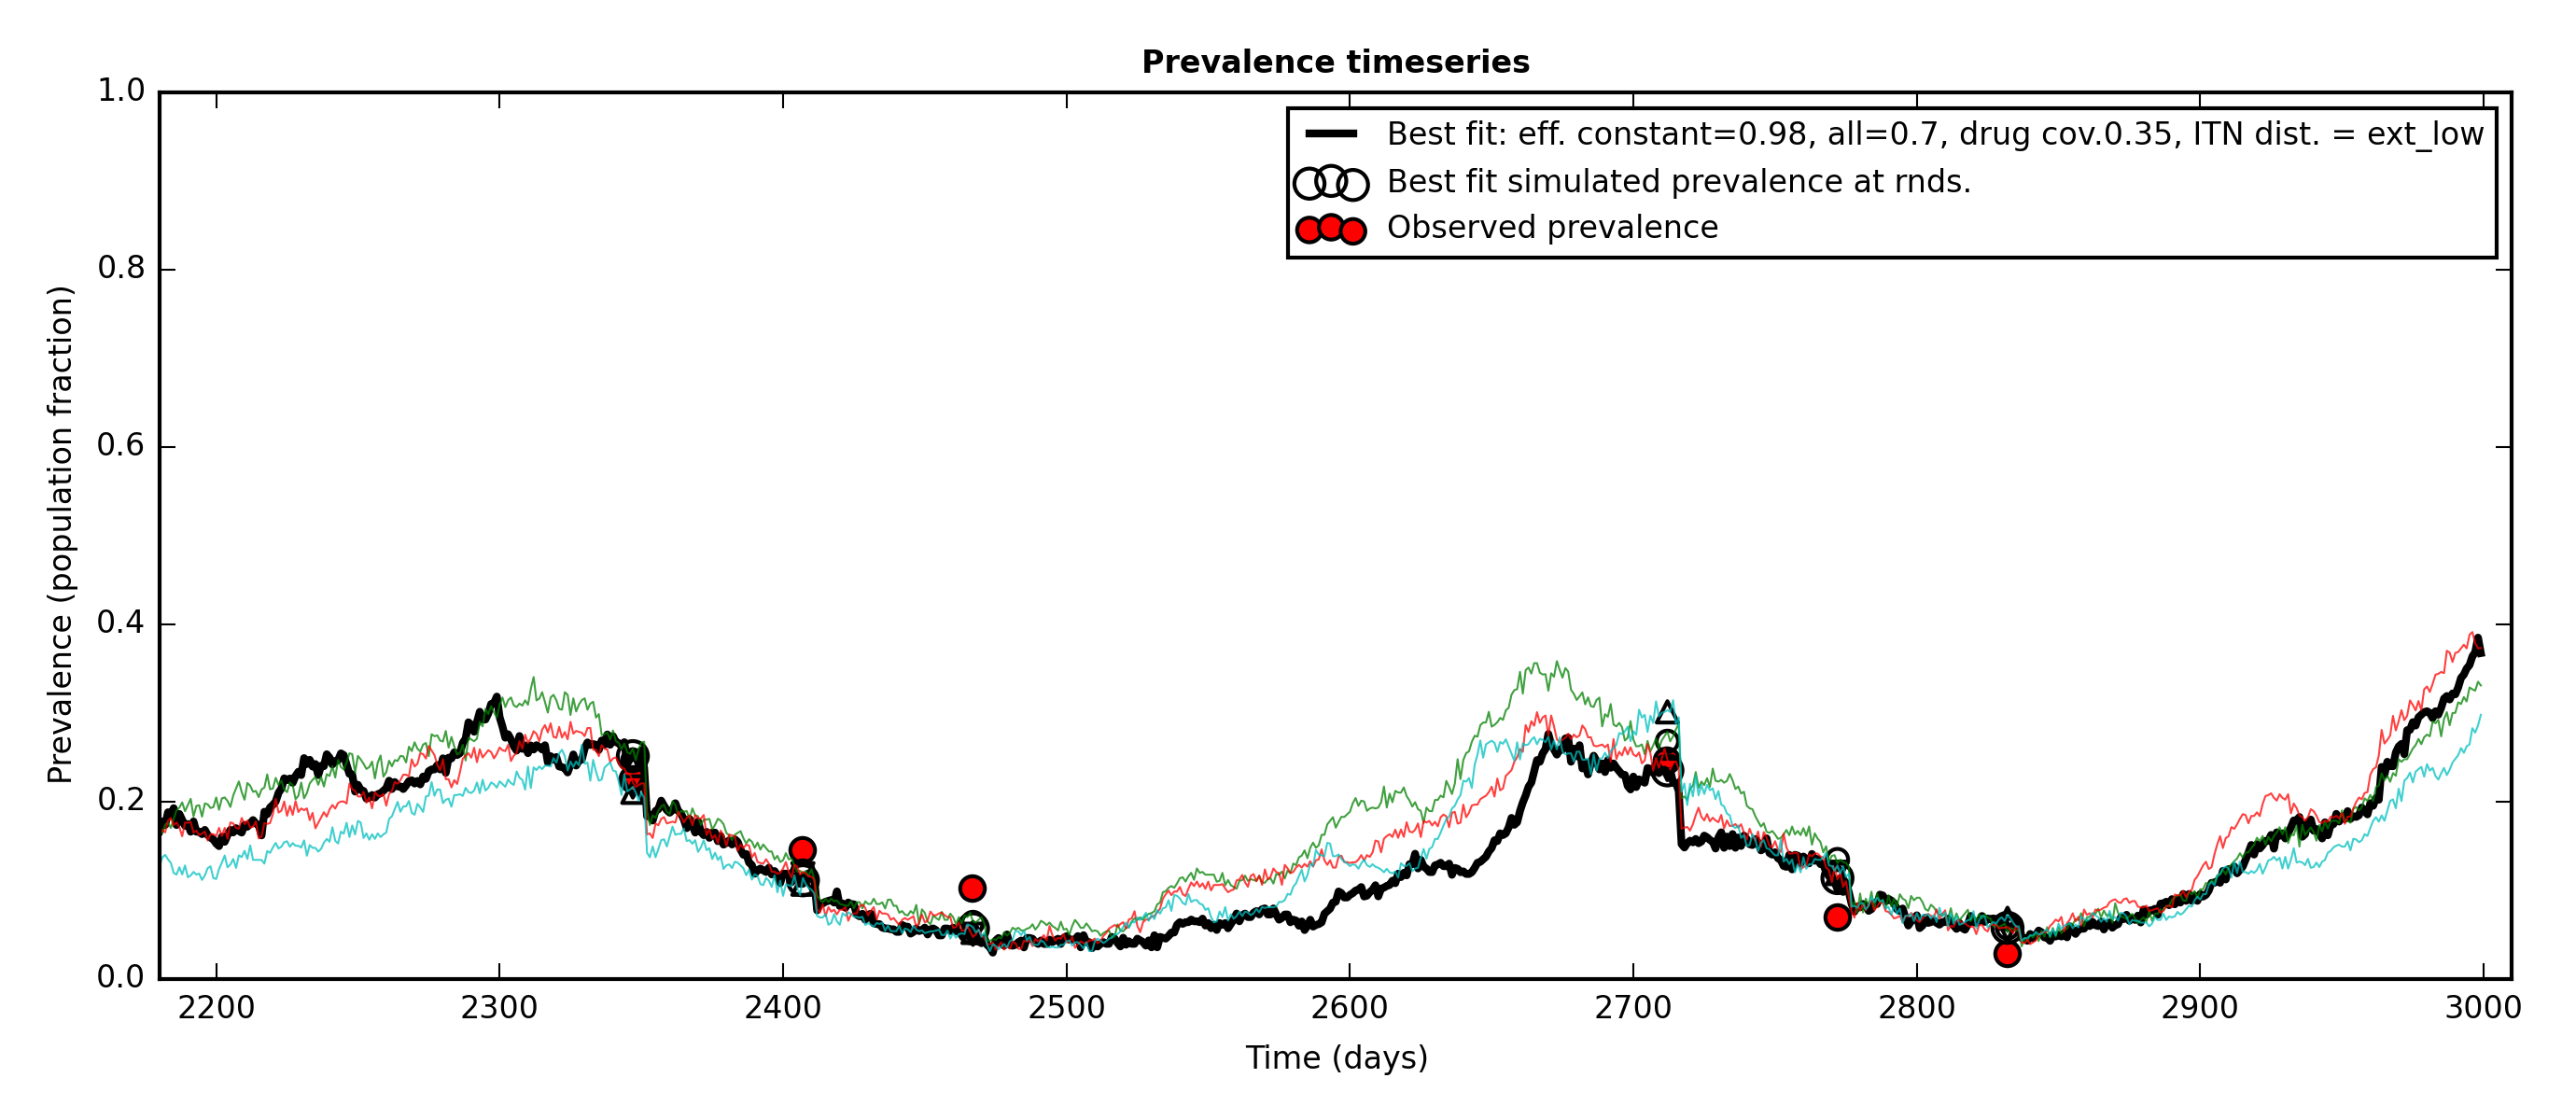 Prevalence timeseries
1.0
0.8
0.6
0.4
0.2
0.0
Prevalence (population fraction)
Best fit: eff. constant=0.98, all=0.7, drug cov.0.35, ITN dist. = ext_low
Best fit simulated prevalence at rnds.
Observed prevalence
2200 2300 2400 2500 2600 2700 2800 2900 3000
Time (days)